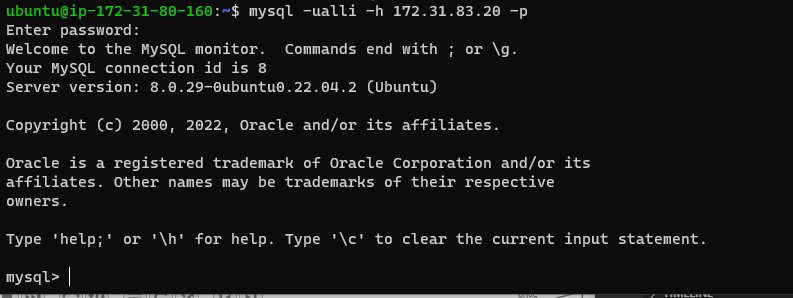 ubuntu@ip-172-31-80-160:~$ mysql -ualli -h 172.31.83.20 -p
Enter password:
Welcome to the MySQL monitor.  Commands end with ; or \g.
Your MySQL connection id is 8
Server version: 8.0.29-0ubuntu0.22.04.2 (Ubuntu)

Copyright (c) 2000, 2022, Oracle and/or its affiliates.

Oracle is a registered trademark of Oracle Corporation and/or its
affiliates. Other names may be trademarks of their respective
owners.

Type 'help;' or '\h' for help. Type '\c' to clear the current input statement.

mysql>
TIMELINE